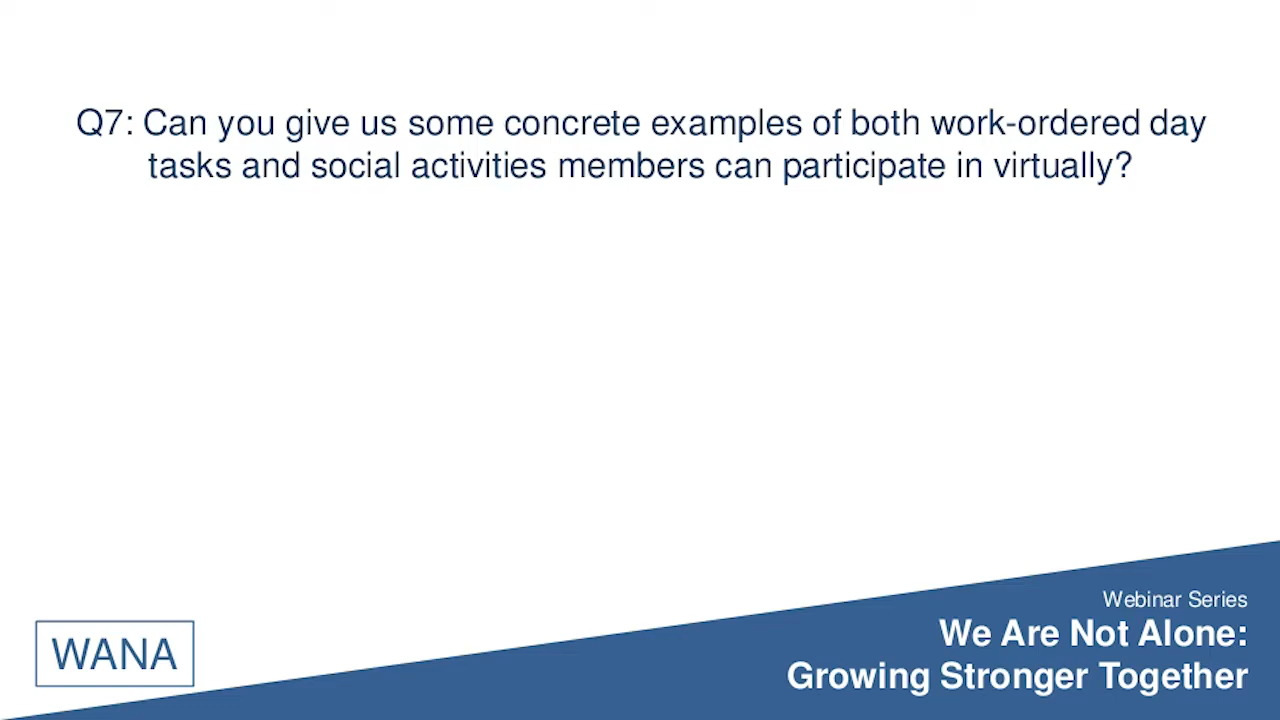 Q7: Can you give us some concrete examples of both work-ordered day
tasks and social activities members can participate in virtually?
Webinar Series
We Are Not Alone:
Growing Stronger Together
WANA